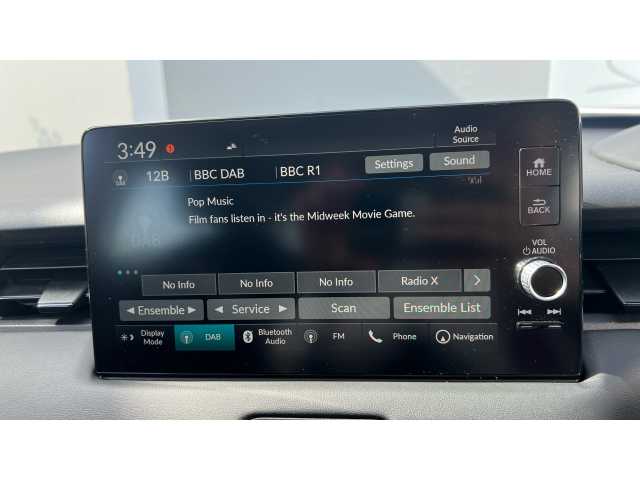 Audio Source
3:49
12B BBC DAB BBC R1 Settings Sound
HOME
Pop Music
Film fans listen in - it's the Midweek Movie Game.
BACK
DAB
VOL
AUDIO
No Info No Info No Info Radio X
Ensemble Service Scan Ensemble List
Display Mode DAB Bluetooth Audio FM Phone Navigation